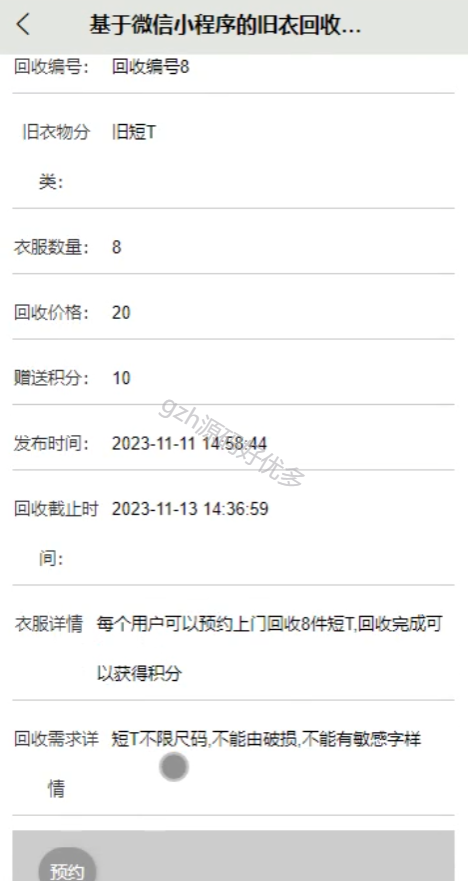 基于微信小程序的旧衣回收...
回收编号： 回收编号8
旧衣物分 旧短T
类：
衣服数量： 8
回收价格： 20
赠送积分： 10
gzh源码好优多
发布时间： 2023-11-11 14:58:44
回收截止时 2023-11-13 14:36:59
间：
衣服详情 每个用户可以预约上门回收8件短T,回收完成可
以获得积分
回收需求详 短T不限尺码,不能由破损,不能有敏感字样
情
预约